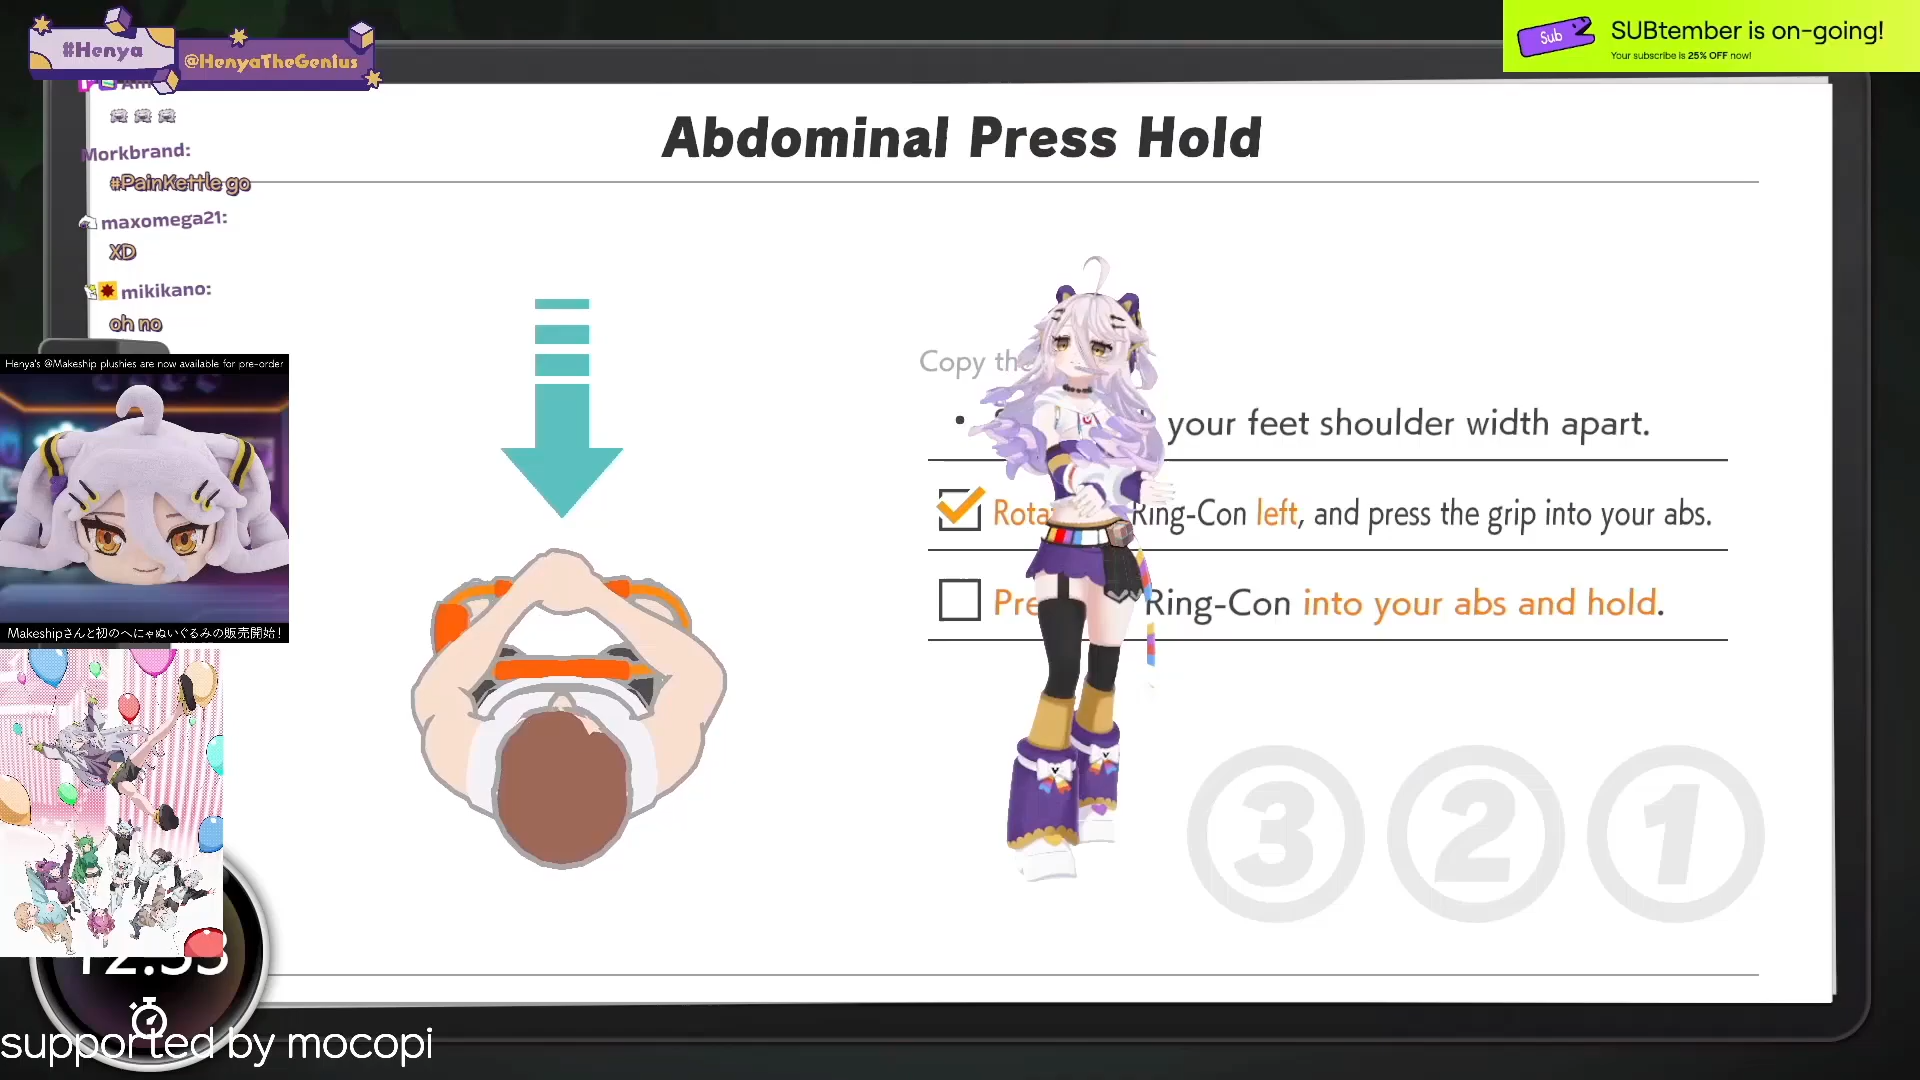 #Henya
@HenyaTheGenius
Sub
SUBtember is on-going!
Your subscribe is 25% OFF now!
Abdominal Press Hold
Morkbrand:
#PainKettle go
maxomega21:
XD
mikikano:
oh no
Henya's @Makeship plushies are now available for pre-order
Makeshipさんと初のへにゃぬいぐるみの販売開始！
Copy the
your feet shoulder width apart.
Ring-Con left, and press the grip into your abs.
Ring-Con into your abs and hold.
3 2 1
supported by mocopi